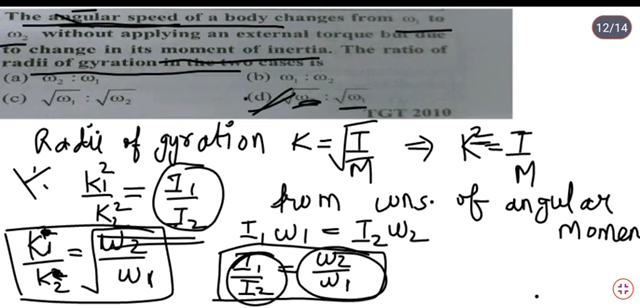 12/14
The angular speed of a body changes from ω₁ to
ω₂ without applying an external torque but due
to change in its moment of inertia. The ratio of
radii of gyration in the two cases is
(a) ω₂ : ω₁ (b) ω₁ : ω₂
(c) √ω₁ : √ω₂ (d) √ω₂ : √ω₁
TGT 2010
Radii of gyration K = √(I/M) ⇒ K² = I/M
K₁²/K₂² = I₁/I₂ from cons. of angular
momen
I₁ω₁ = I₂ω₂
K₁/K₂ = √(ω₂/ω₁) I₁/I₂ = ω₂/ω₁